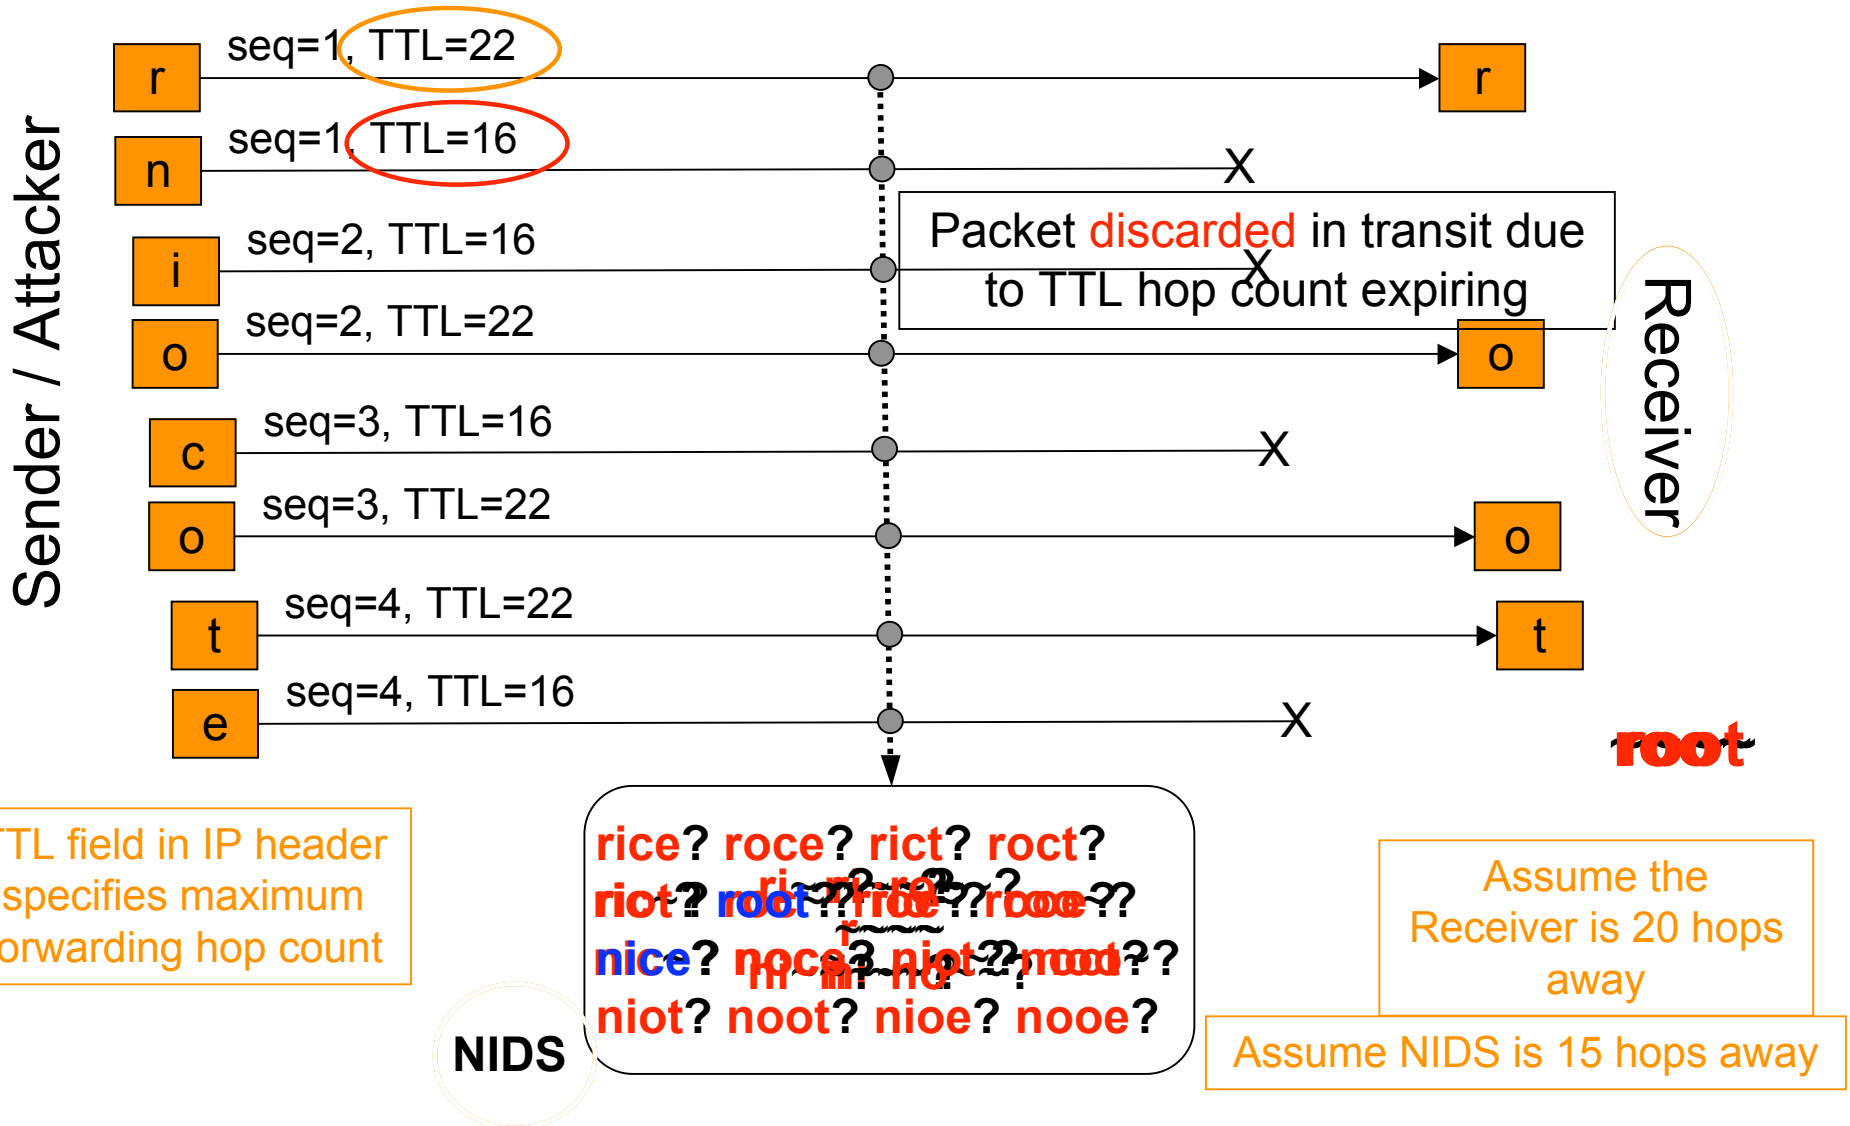 Sender / Attacker
r
seq=1, TTL=22
r
n
seq=1, TTL=16
X
Packet discarded in transit due
to TTL hop count expiring
i
seq=2, TTL=16
X
o
seq=2, TTL=22
o
Receiver
c
seq=3, TTL=16
X
o
seq=3, TTL=22
o
t
seq=4, TTL=22
t
e
seq=4, TTL=16
X
root
TTL field in IP header
specifies maximum
forwarding hop count
rice? roce? rict? roct?
riot? root?
nice?
niot? noot? nioe? nooe?
NIDS
Assume the
Receiver is 20 hops
away
Assume NIDS is 15 hops away